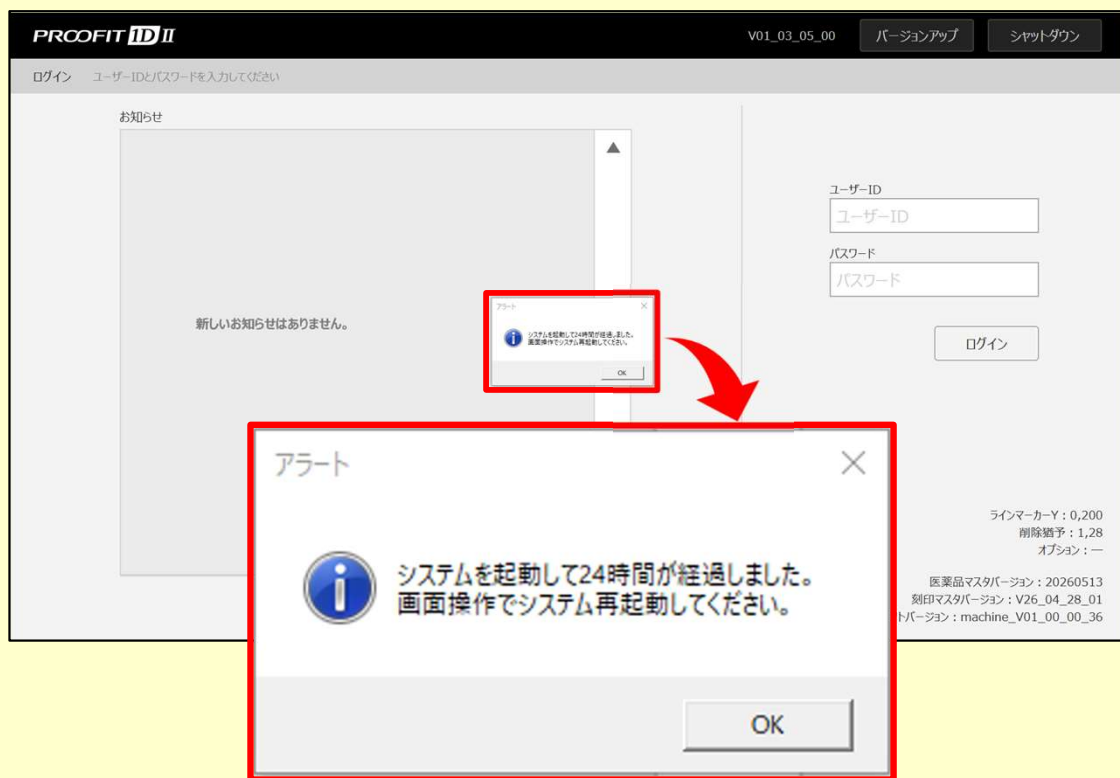 PROOFIT 1D II
V01_03_05_00
バージョンアップ
シャットダウン
ログイン
ユーザーIDとパスワードを入力してください
お知らせ
新しいお知らせはありません。
ユーザーID
ユーザーID
パスワード
パスワード
ログイン
アラート
システムを起動して24時間が経過しました。
画面操作でシステム再起動してください。
OK
アラート
システムを起動して24時間が経過しました。
画面操作でシステム再起動してください。
OK
ラインマーカーY:0,200
削除猶予:1,28
オプション:―
医薬品マスタバージョン:20260513
刻印マスタバージョン:V26_04_28_01
トバージョン:machine_V01_00_00_36